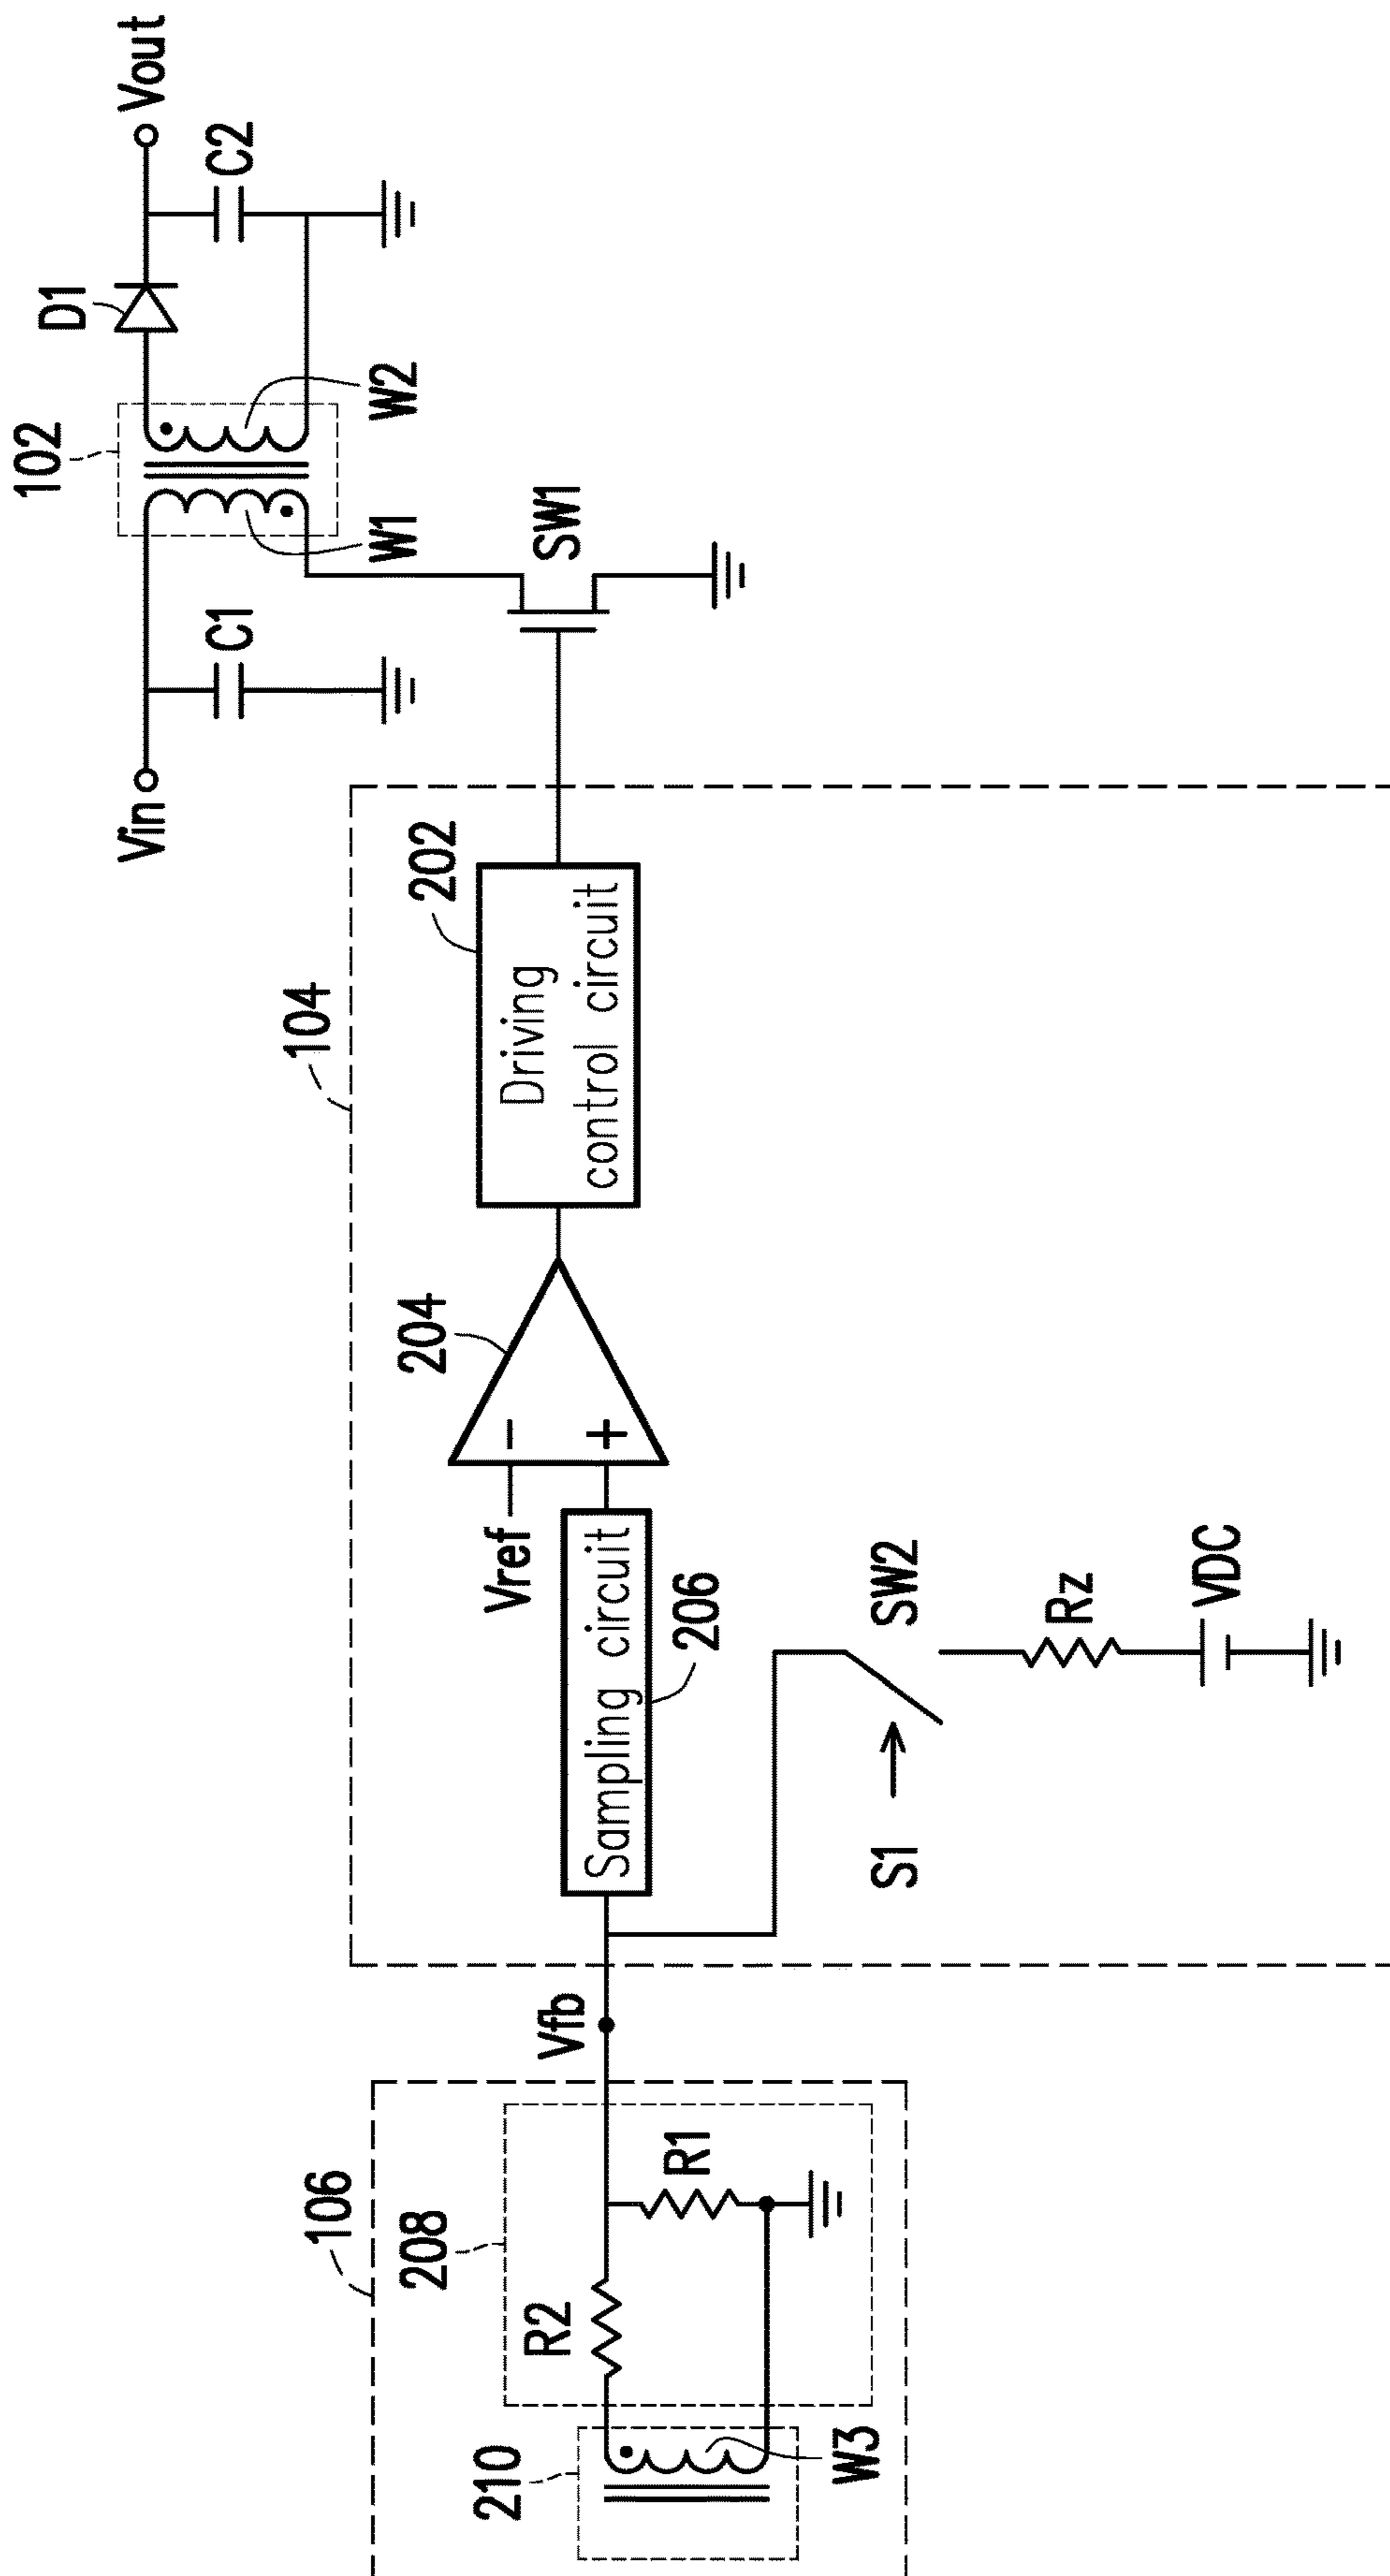 102
D1
Vout
Vin
C1
W1
W2
C2
SW1
104
202
Driving
control circuit
204
−
+
Vref
Sampling circuit
206
S1
SW2
Rz
VDC
106
208
210
R2
R1
Vfb
W3